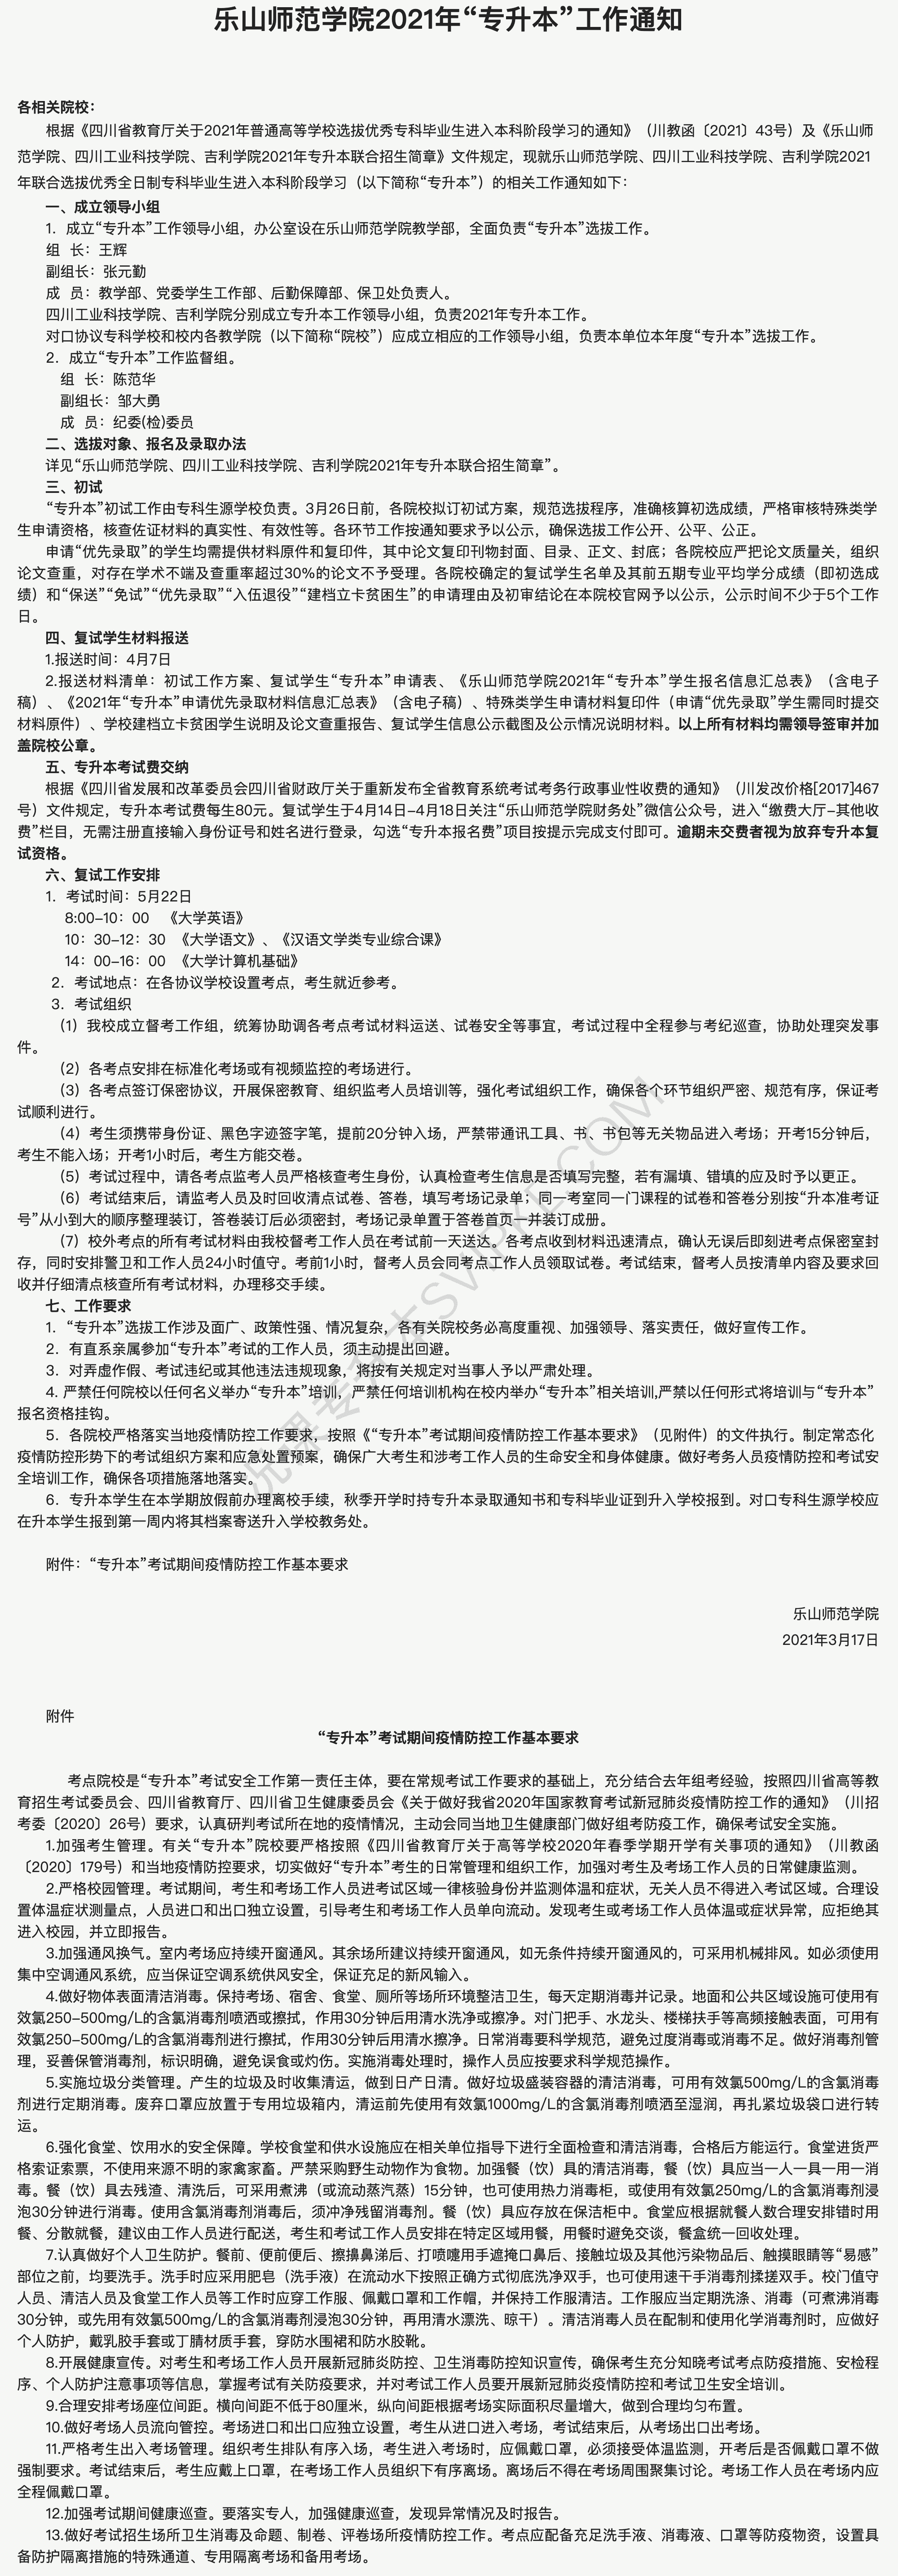 乐山师范学院2021年“专升本”工作通知
各相关院校：
根据《四川省教育厅关于2021年普通高等学校选拔优秀专科毕业生进入本科阶段学习的通知》（川教函〔2021〕43号）及《乐山师
范学院、四川工业科技学院、吉利学院2021年专升本联合招生简章》文件规定，现就乐山师范学院、四川工业科技学院、吉利学院2021
年联合选拔优秀全日制专科毕业生进入本科阶段学习（以下简称“专升本”）的相关工作通知如下：
一、成立领导小组
1．成立“专升本”工作领导小组，办公室设在乐山师范学院教学部，全面负责“专升本”选拔工作。
组  长：王辉
副组长：张元勤
成  员：教学部、党委学生工作部、后勤保障部、保卫处负责人。
四川工业科技学院、吉利学院分别成立专升本工作领导小组，负责2021年专升本工作。
对口协议专科学校和校内各教学院（以下简称“院校”）应成立相应的工作领导小组，负责本单位本年度“专升本”选拔工作。
2．成立“专升本”工作监督组。
组  长：陈范华
副组长：邹大勇
成  员：纪委(检)委员
二、选拔对象、报名及录取办法
详见“乐山师范学院、四川工业科技学院、吉利学院2021年专升本联合招生简章”。
三、初试
“专升本”初试工作由专科生源学校负责。3月26日前，各院校拟订初试方案，规范选拔程序，准确核算初选成绩，严格审核特殊类学
生申请资格，核查佐证材料的真实性、有效性等。各环节工作按通知要求予以公示，确保选拔工作公开、公平、公正。
申请“优先录取”的学生均需提供材料原件和复印件，其中论文复印刊物封面、目录、正文、封底；各院校应严把论文质量关，组织
论文查重，对存在学术不端及查重率超过30%的论文不予受理。各院校确定的复试学生名单及其前五期专业平均学分成绩（即初选成
绩）和“保送”“免试”“优先录取”“入伍退役”“建档立卡贫困生”的申请理由及初审结论在本院校官网予以公示，公示时间不少于5个工作
日。
四、复试学生材料报送
1.报送时间：4月7日
2.报送材料清单：初试工作方案、复试学生“专升本”申请表、《乐山师范学院2021年“专升本”学生报名信息汇总表》（含电子
稿）、《2021年“专升本”申请优先录取材料信息汇总表》（含电子稿）、特殊类学生申请材料复印件（申请“优先录取”学生需同时提交
材料原件）、学校建档立卡贫困学生说明及论文查重报告、复试学生信息公示截图及公示情况说明材料。以上所有材料均需领导签审并加
盖院校公章。
五、专升本考试费交纳
根据《四川省发展和改革委员会四川省财政厅关于重新发布全省教育系统考试考务行政事业性收费的通知》（川发改价格[2017]467
号）文件规定，专升本考试费每生80元。复试学生于4月14日-4月18日关注“乐山师范学院财务处”微信公众号，进入“缴费大厅-其他收
费”栏目，无需注册直接输入身份证号和姓名进行登录，勾选“专升本报名费”项目按提示完成支付即可。逾期未交费者视为放弃专升本复
试资格。
六、复试工作安排
1．考试时间：5月22日
8:00-10：00   《大学英语》
10：30-12：30  《大学语文》、《汉语文学类专业综合课》
14：00-16：00  《大学计算机基础》
2．考试地点：在各协议学校设置考点，考生就近参考。
3．考试组织
（1）我校成立督考工作组，统筹协助调各考点考试材料运送、试卷安全等事宜，考试过程中全程参与考纪巡查，协助处理突发事
件。
（2）各考点安排在标准化考场或有视频监控的考场进行。
（3）各考点签订保密协议，开展保密教育、组织监考人员培训等，强化考试组织工作，确保各个环节组织严密、规范有序，保证考
试顺利进行。
（4）考生须携带身份证、黑色字迹签字笔，提前20分钟入场，严禁带通讯工具、书、书包等无关物品进入考场；开考15分钟后，
考生不能入场；开考1小时后，考生方能交卷。
（5）考试过程中，请各考点监考人员严格核查考生身份，认真检查考生信息是否填写完整，若有漏填、错填的应及时予以更正。
（6）考试结束后，请监考人员及时回收清点试卷、答卷，填写考场记录单；同一考室同一门课程的试卷和答卷分别按“升本准考证
号”从小到大的顺序整理装订，答卷装订后必须密封，考场记录单置于答卷首页一并装订成册。
（7）校外考点的所有考试材料由我校督考工作人员在考试前一天送达。各考点收到材料迅速清点，确认无误后即刻进考点保密室封
存，同时安排警卫和工作人员24小时值守。考前1小时，督考人员会同考点工作人员领取试卷。考试结束，督考人员按清单内容及要求回
收并仔细清点核查所有考试材料，办理移交手续。
七、工作要求
1．“专升本”选拔工作涉及面广、政策性强、情况复杂，各有关院校务必高度重视、加强领导、落实责任，做好宣传工作。
2．有直系亲属参加“专升本”考试的工作人员，须主动提出回避。
3．对弄虚作假、考试违纪或其他违法违规现象，将按有关规定对当事人予以严肃处理。
4. 严禁任何院校以任何名义举办“专升本”培训，严禁任何培训机构在校内举办“专升本”相关培训,严禁以任何形式将培训与“专升本”
报名资格挂钩。
5．各院校严格落实当地疫情防控工作要求，按照《“专升本”考试期间疫情防控工作基本要求》（见附件）的文件执行。制定常态化
疫情防控形势下的考试组织方案和应急处置预案，确保广大考生和涉考工作人员的生命安全和身体健康。做好考务人员疫情防控和考试安
全培训工作，确保各项措施落地落实。
6．专升本学生在本学期放假前办理离校手续，秋季开学时持专升本录取通知书和专科毕业证到升入学校报到。对口专科生源学校应
在升本学生报到第一周内将其档案寄送升入学校教务处。
附件：“专升本”考试期间疫情防控工作基本要求
乐山师范学院
2021年3月17日
附件
“专升本”考试期间疫情防控工作基本要求
考点院校是“专升本”考试安全工作第一责任主体，要在常规考试工作要求的基础上，充分结合去年组考经验，按照四川省高等教
育招生考试委员会、四川省教育厅、四川省卫生健康委员会《关于做好我省2020年国家教育考试新冠肺炎疫情防控工作的通知》（川招
考委〔2020〕26号）要求，认真研判考试所在地的疫情情况，主动会同当地卫生健康部门做好组考防疫工作，确保考试安全实施。
1.加强考生管理。有关“专升本”院校要严格按照《四川省教育厅关于高等学校2020年春季学期开学有关事项的通知》（川教函
〔2020〕179号）和当地疫情防控要求，切实做好“专升本”考生的日常管理和组织工作，加强对考生及考场工作人员的日常健康监测。
2.严格校园管理。考试期间，考生和考场工作人员进考试区域一律核验身份并监测体温和症状，无关人员不得进入考试区域。合理设
置体温症状测量点，人员进口和出口独立设置，引导考生和考场工作人员单向流动。发现考生或考场工作人员体温或症状异常，应拒绝其
进入校园，并立即报告。
3.加强通风换气。室内考场应持续开窗通风。其余场所建议持续开窗通风，如无条件持续开窗通风的，可采用机械排风。如必须使用
集中空调通风系统，应当保证空调系统供风安全，保证充足的新风输入。
4.做好物体表面清洁消毒。保持考场、宿舍、食堂、厕所等场所环境整洁卫生，每天定期消毒并记录。地面和公共区域设施可使用有
效氯250-500mg/L的含氯消毒剂喷洒或擦拭，作用30分钟后用清水洗净或擦净。对门把手、水龙头、楼梯扶手等高频接触表面，可用有
效氯250-500mg/L的含氯消毒剂进行擦拭，作用30分钟后用清水擦净。日常消毒要科学规范，避免过度消毒或消毒不足。做好消毒剂管
理，妥善保管消毒剂，标识明确，避免误食或灼伤。实施消毒处理时，操作人员应按要求科学规范操作。
5.实施垃圾分类管理。产生的垃圾及时收集清运，做到日产日清。做好垃圾盛装容器的清洁消毒，可用有效氯500mg/L的含氯消毒
剂进行定期消毒。废弃口罩应放置于专用垃圾箱内，清运前先使用有效氯1000mg/L的含氯消毒剂喷洒至湿润，再扎紧垃圾袋口进行转
运。
6.强化食堂、饮用水的安全保障。学校食堂和供水设施应在相关单位指导下进行全面检查和清洁消毒，合格后方能运行。食堂进货严
格索证索票，不使用来源不明的家禽家畜。严禁采购野生动物作为食物。加强餐（饮）具的清洁消毒，餐（饮）具应当一人一具一用一消
毒。餐（饮）具去残渣、清洗后，可采用煮沸（或流动蒸汽蒸）15分钟，也可使用热力消毒柜，或使用有效氯250mg/L的含氯消毒剂浸
泡30分钟进行消毒。使用含氯消毒剂消毒后，须冲净残留消毒剂。餐（饮）具应存放在保洁柜中。食堂应根据就餐人数合理安排错时用
餐、分散就餐，建议由工作人员进行配送，考生和考试工作人员安排在特定区域用餐，用餐时避免交谈，餐盒统一回收处理。
7.认真做好个人卫生防护。餐前、便前便后、擦擤鼻涕后、打喷嚏用手遮掩口鼻后、接触垃圾及其他污染物品后、触摸眼睛等“易感”
部位之前，均要洗手。洗手时应采用肥皂（洗手液）在流动水下按照正确方式彻底洗净双手，也可使用速干手消毒剂揉搓双手。校门值守
人员、清洁人员及食堂工作人员等工作时应穿工作服、佩戴口罩和工作帽，并保持工作服清洁。工作服应当定期洗涤、消毒（可煮沸消毒
30分钟，或先用有效氯500mg/L的含氯消毒剂浸泡30分钟，再用清水漂洗、晾干）。清洁消毒人员在配制和使用化学消毒剂时，应做好
个人防护，戴乳胶手套或丁腈材质手套，穿防水围裙和防水胶靴。
8.开展健康宣传。对考生和考场工作人员开展新冠肺炎防控、卫生消毒防控知识宣传，确保考生充分知晓考试考点防疫措施、安检程
序、个人防护注意事项等信息，掌握考试有关防疫要求，并对考试工作人员要开展新冠肺炎疫情防控和考试卫生安全培训。
9.合理安排考场座位间距。横向间距不低于80厘米，纵向间距根据考场实际面积尽量增大，做到合理均匀布置。
10.做好考场人员流向管控。考场进口和出口应独立设置，考生从进口进入考场，考试结束后，从考场出口出考场。
11.严格考生出入考场管理。组织考生排队有序入场，考生进入考场时，应佩戴口罩，必须接受体温监测，开考后是否佩戴口罩不做
强制要求。考试结束后，考生应戴上口罩，在考场工作人员组织下有序离场。离场后不得在考场周围聚集讨论。考场工作人员在考场内应
全程佩戴口罩。
12.加强考试期间健康巡查。要落实专人，加强健康巡查，发现异常情况及时报告。
13.做好考试招生场所卫生消毒及命题、制卷、评卷场所疫情防控工作。考点应配备充足洗手液、消毒液、口罩等防疫物资，设置具
备防护隔离措施的特殊通道、专用隔离考场和备用考场。
课专升本SVIPKE.COM